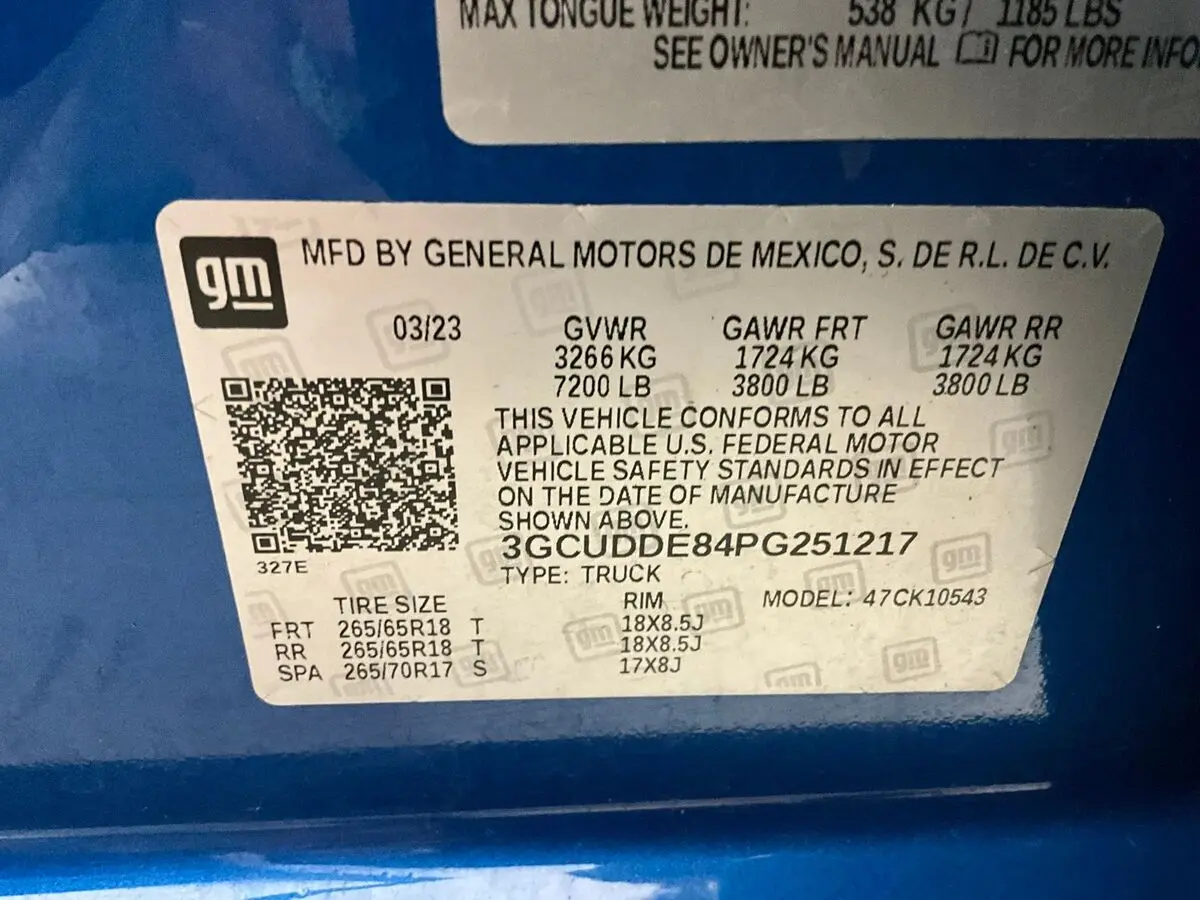 MAX TONGUE WEIGHT: 538 KG / 1185 LBS
SEE OWNER'S MANUAL FOR MORE INFO
gm
MFD BY GENERAL MOTORS DE MEXICO, S. DE R.L. DE C.V.
03/23 GVWR GAWR FRT GAWR RR
3266 KG 1724 KG 1724 KG
7200 LB 3800 LB 3800 LB
THIS VEHICLE CONFORMS TO ALL
APPLICABLE U.S. FEDERAL MOTOR
VEHICLE SAFETY STANDARDS IN EFFECT
ON THE DATE OF MANUFACTURE
SHOWN ABOVE.
3GCUDDE84PG251217
327E
TYPE: TRUCK
TIRE SIZE RIM MODEL: 47CK10543
FRT 265/65R18 T 18X8.5J
RR 265/65R18 T 18X8.5J
SPA 265/70R17 S 17X8J